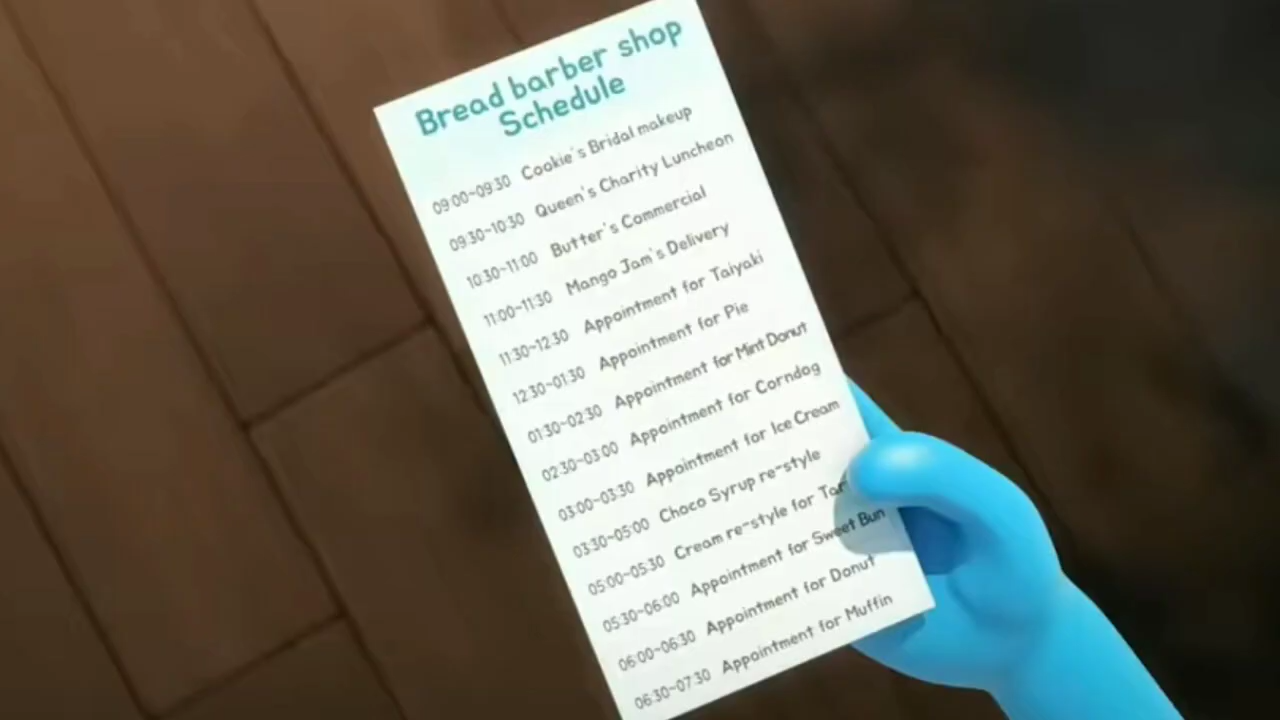 Bread barber shop
Schedule
09:00~09:30 Cookie's Bridal makeup
09:30~10:30 Queen's Charity Luncheon
10:30~11:00 Butter's Commercial
11:00~11:30 Mango Jam's Delivery
11:30~12:30 Appointment for Taiyaki
12:30~01:30 Appointment for Pie
01:30~02:30 Appointment for Mint Donut
02:30~03:00 Appointment for Corndog
03:00~03:30 Appointment for Ice Cream
03:30~05:00 Choco Syrup re-style
05:00~05:30 Cream re-style for
05:30~06:00 Appointment for Sweet Bun
06:00~06:30 Appointment for Donut
06:30~07:30 Appointment for Muffin